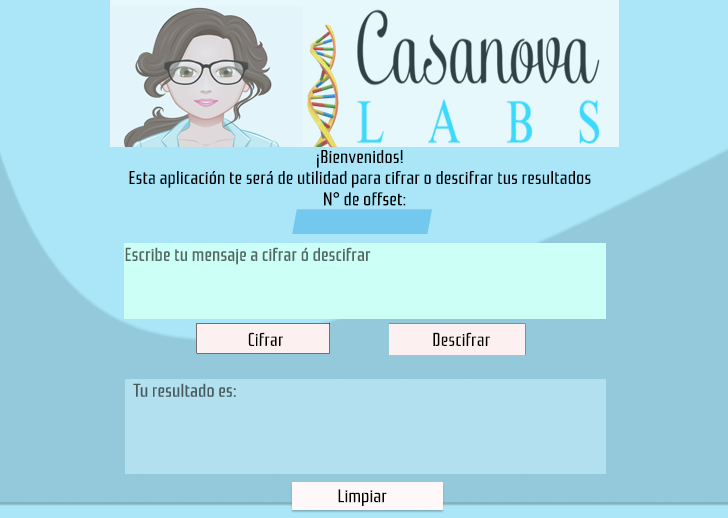 Casanova
LABS
¡Bienvenidos!
Esta aplicación te será de utilidad para cifrar o descifrar tus resultados
N° de offset:
Escribe tu mensaje a cifrar ó descifrar
Cifrar
Descifrar
Tu resultado es:
Limpiar